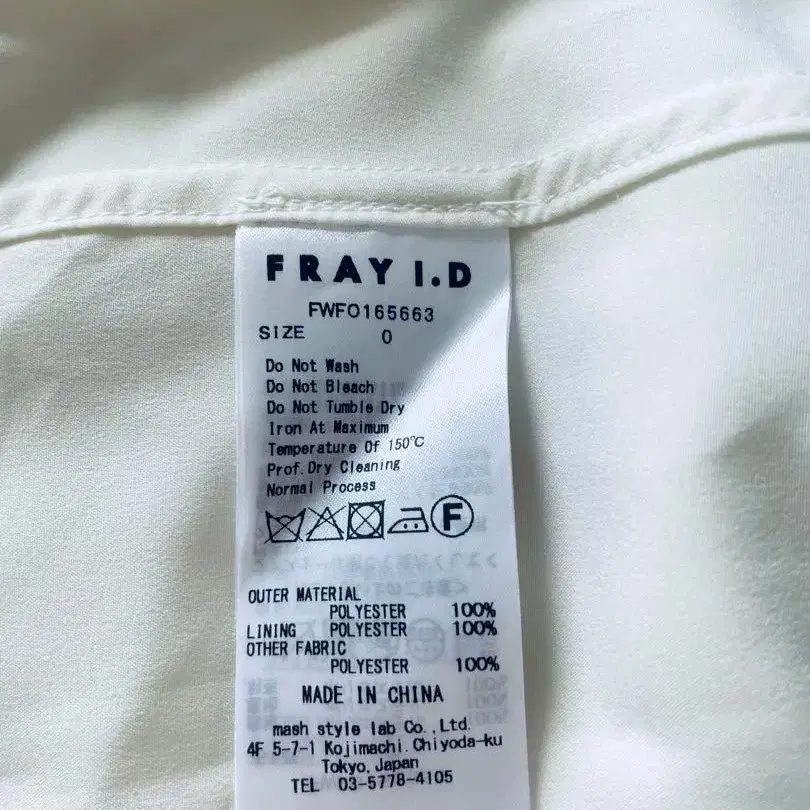 FRAY I.D
FWFO165663
SIZE 0
Do Not Wash
Do Not Bleach
Do Not Tumble Dry
Iron At Maximum
Temperature Of 150℃
Prof.Dry Cleaning
Normal Process
F
OUTER MATERIAL
POLYESTER 100%
LINING POLYESTER 100%
OTHER FABRIC
POLYESTER 100%
MADE IN CHINA
mash style lab Co.,Ltd.
4F 5-7-1 Kojimachi.Chiyoda-ku
Tokyo,Japan
TEL 03-5778-4105